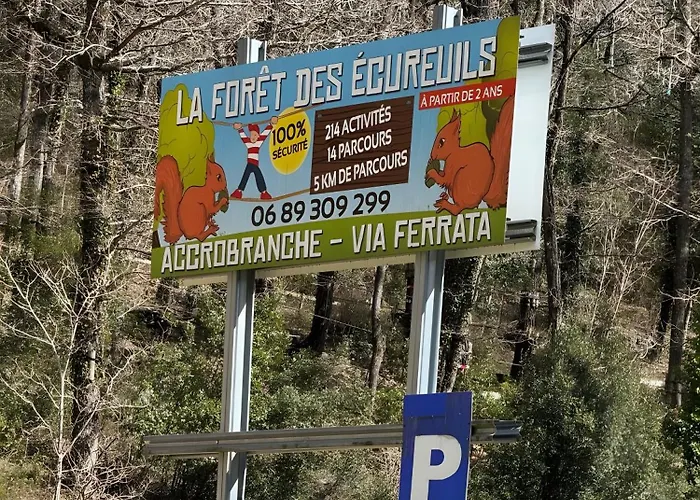 LA FORÊT DES ÉCUREUILS
À PARTIR DE 2 ANS
100%
SÉCURITÉ
214 ACTIVITÉS
14 PARCOURS
5 KM DE PARCOURS
06 89 309 299
ACCROBRANCHE - VIA FERRATA
P